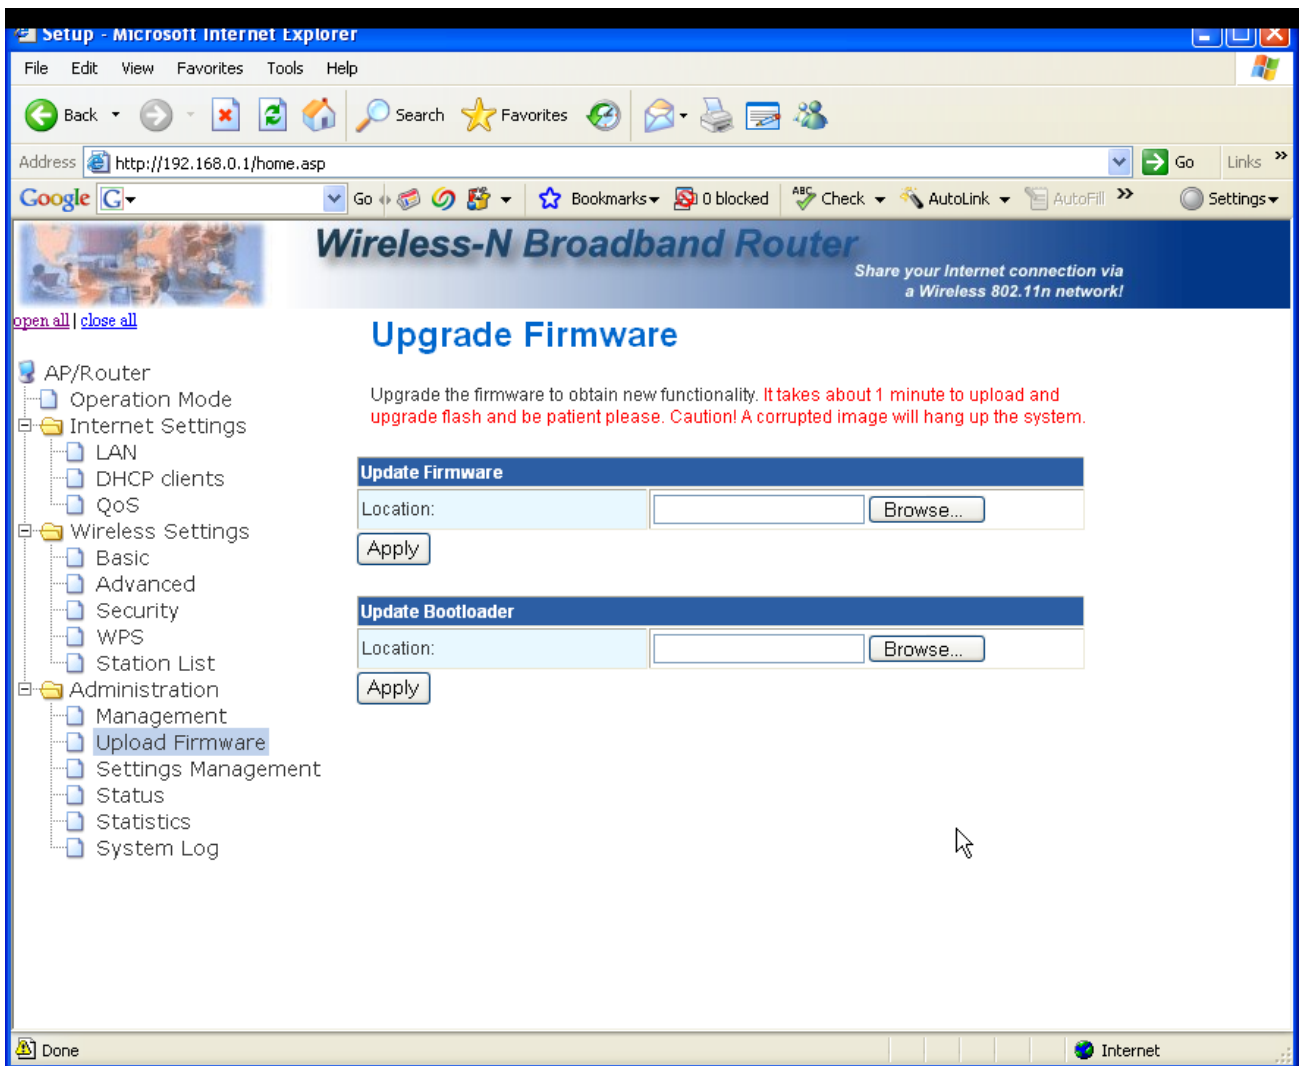 Setup - Microsoft Internet Explorer
File Edit View Favorites Tools Help
Back Search Favorites
Address http://192.168.0.1/home.asp Go Links »
Google G Go Bookmarks 0 blocked ABC Check AutoLink AutoFill » Settings
Wireless-N Broadband Router
Share your Internet connection via
a Wireless 802.11n network!
open all | close all
Upgrade Firmware
AP/Router
Operation Mode
Internet Settings
LAN
DHCP clients
QoS
Wireless Settings
Basic
Advanced
Security
WPS
Station List
Administration
Management
Upload Firmware
Settings Management
Status
Statistics
System Log
Upgrade the firmware to obtain new functionality. It takes about 1 minute to upload and
upgrade flash and be patient please. Caution! A corrupted image will hang up the system.
Update Firmware
Location: Browse...
Apply
Update Bootloader
Location: Browse...
Apply
Done Internet